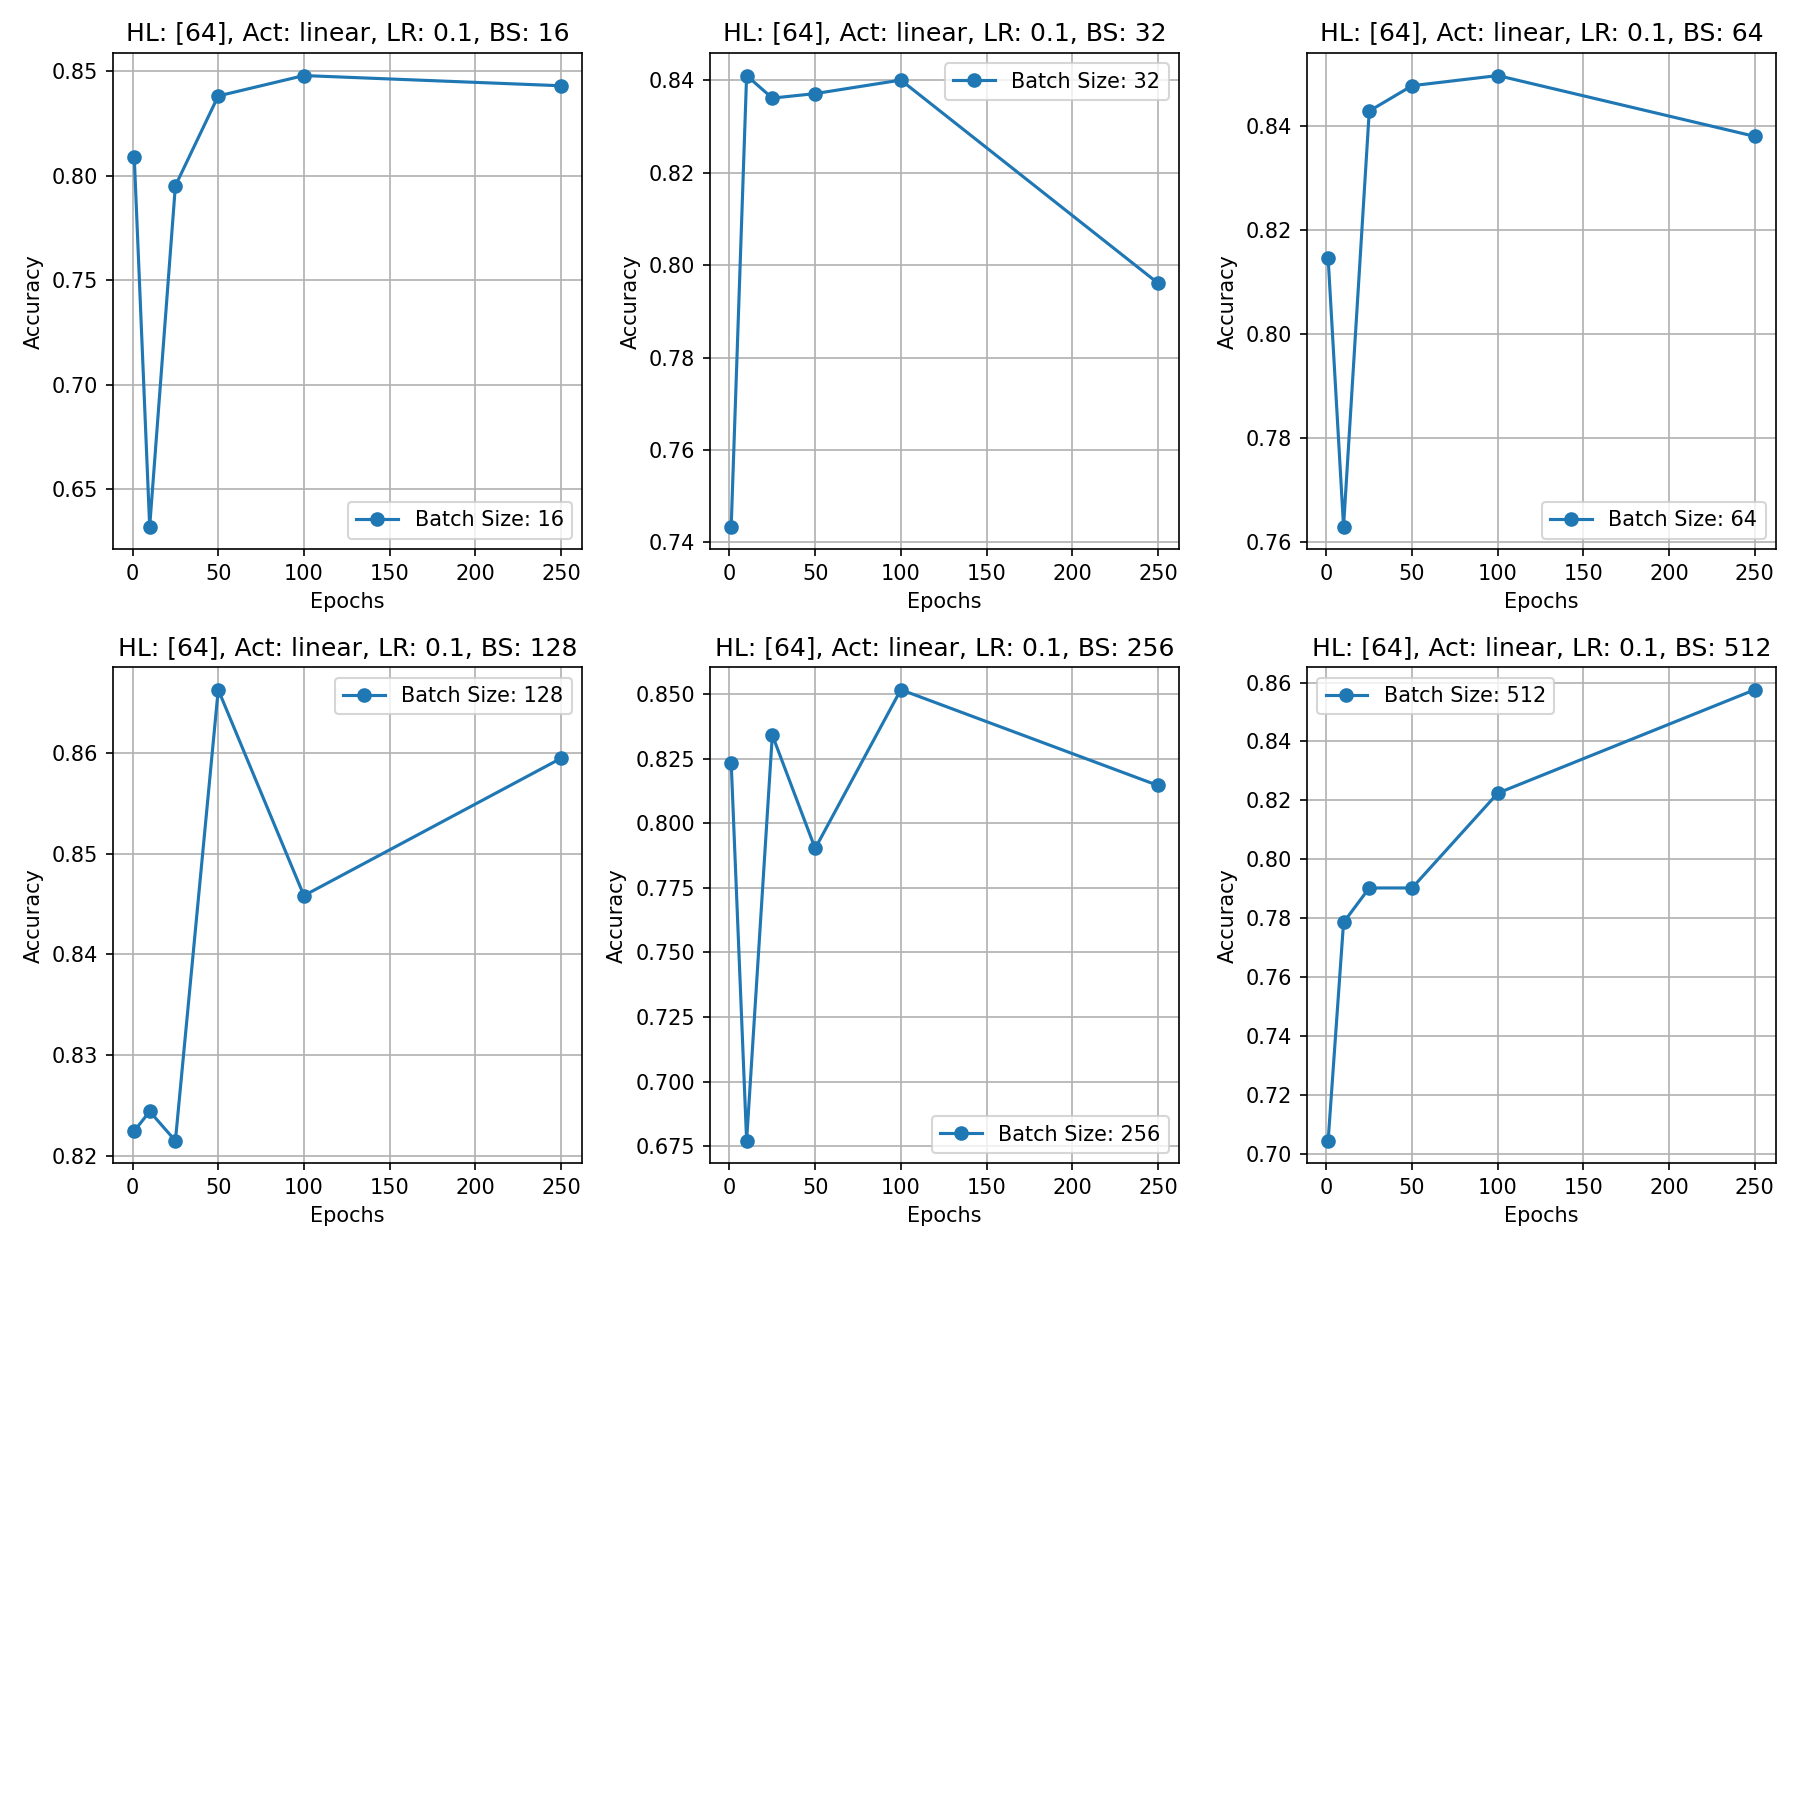 HL: [64], Act: linear, LR: 0.1, BS: 16
0.85
0.80
0.75
0.70
0.65
Accuracy
Batch Size: 16
0 50 100 150 200 250
Epochs
HL: [64], Act: linear, LR: 0.1, BS: 32
0.84
0.82
0.80
0.78
0.76
0.74
Accuracy
Batch Size: 32
0 50 100 150 200 250
Epochs
HL: [64], Act: linear, LR: 0.1, BS: 64
0.84
0.82
0.80
0.78
0.76
Accuracy
Batch Size: 64
0 50 100 150 200 250
Epochs
HL: [64], Act: linear, LR: 0.1, BS: 128
0.86
0.85
0.84
0.83
0.82
Accuracy
Batch Size: 128
0 50 100 150 200 250
Epochs
HL: [64], Act: linear, LR: 0.1, BS: 256
0.850
0.825
0.800
0.775
0.750
0.725
0.700
0.675
Accuracy
Batch Size: 256
0 50 100 150 200 250
Epochs
HL: [64], Act: linear, LR: 0.1, BS: 512
0.86
0.84
0.82
0.80
0.78
0.76
0.74
0.72
0.70
Accuracy
Batch Size: 512
0 50 100 150 200 250
Epochs